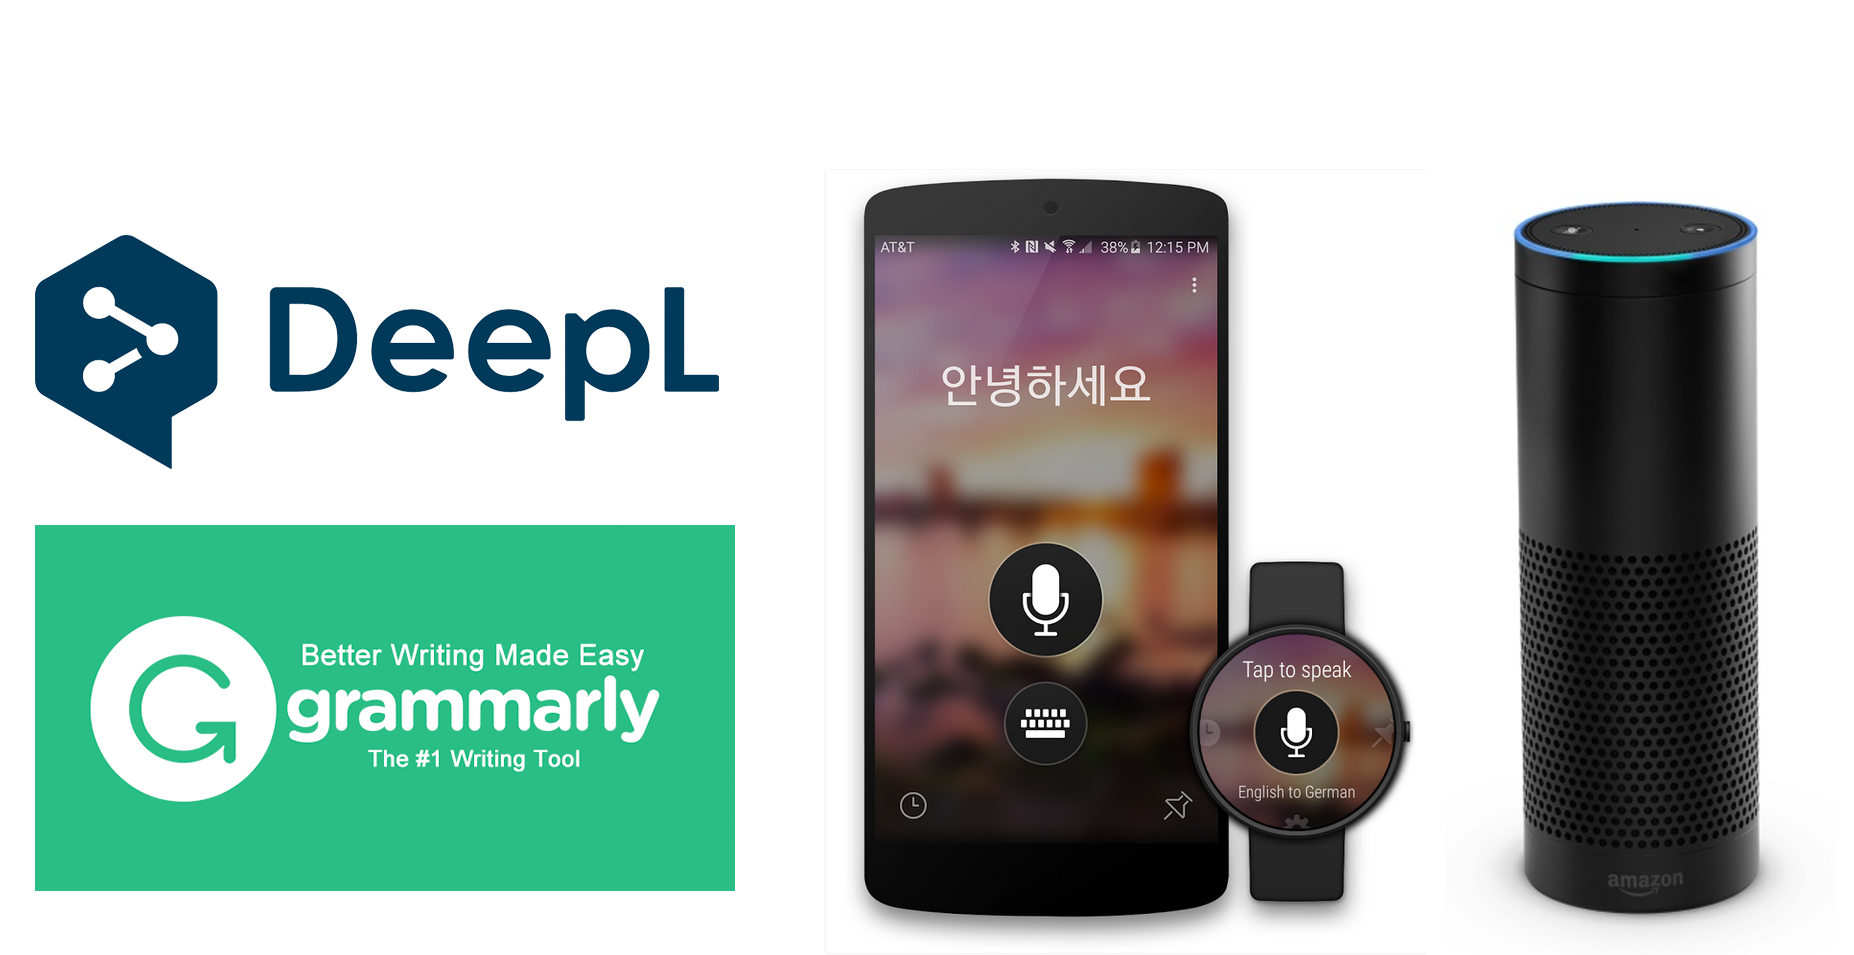 DeepL
Better Writing Made Easy
grammarly
The #1 Writing Tool
AT&T 38% 12:15 PM
안녕하세요
Tap to speak
English to German
amazon